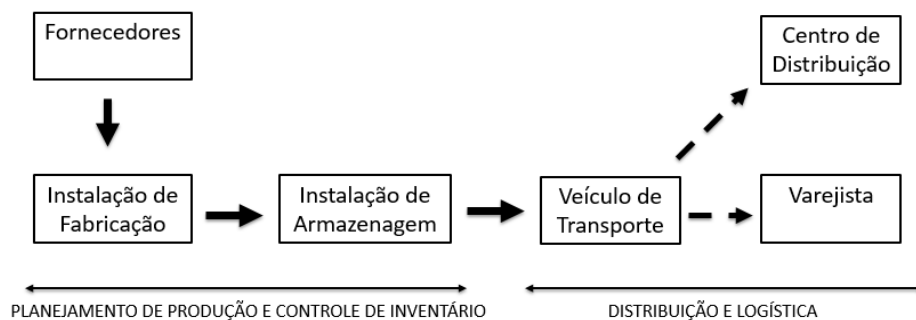 Fornecedores
Centro de
Distribuição
Instalação de
Fabricação
Instalação de
Armazenagem
Veículo de
Transporte
Varejista
PLANEJAMENTO DE PRODUÇÃO E CONTROLE DE INVENTÁRIO
DISTRIBUIÇÃO E LOGÍSTICA